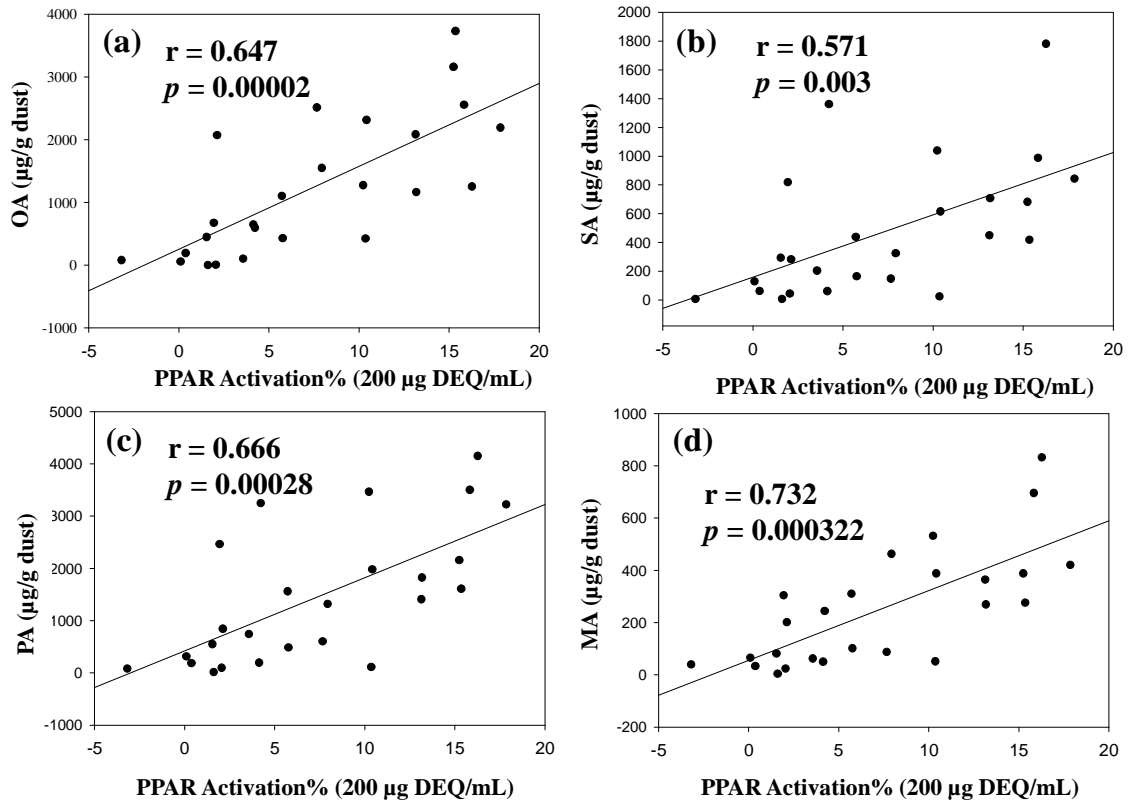 (a)
r = 0.647
p = 0.00002
OA (µg/g dust)
4000
3000
2000
1000
0
-1000
-5 0 5 10 15 20
PPAR Activation% (200 µg DEQ/mL)
(b)
r = 0.571
p = 0.003
SA (µg/g dust)
2000
1800
1600
1400
1200
1000
800
600
400
200
0
-5 0 5 10 15 20
PPAR Activation% (200 µg DEQ/mL)
(c)
r = 0.666
p = 0.00028
PA (µg/g dust)
5000
4000
3000
2000
1000
0
-1000
-5 0 5 10 15 20
PPAR Activation% (200 µg DEQ/mL)
(d)
r = 0.732
p = 0.000322
MA (µg/g dust)
1000
800
600
400
200
0
-200
-5 0 5 10 15 20
PPAR Activation% (200 µg DEQ/mL)